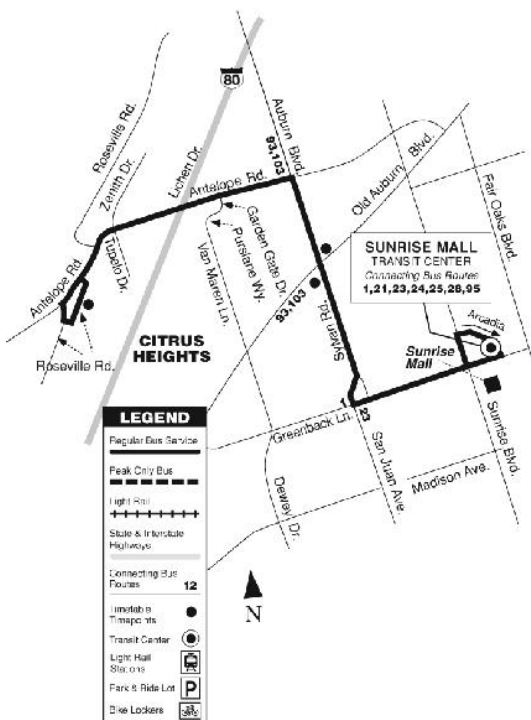 80
Roseville Rd.
Zenith Dr.
Lichen Dr.
Auburn Blvd.
93,103
Antelope Rd.
Old Auburn Blvd.
Fair Oaks Blvd.
Tupelo Dr.
Garden Gate Dr.
Purslane Wy.
Van Maren Ln.
Antelope Rd.
Roseville Rd.
CITRUS
HEIGHTS
93,103
Sylvan Rd.
SUNRISE MALL
TRANSIT CENTER
Connecting Bus Routes
1,21,23,24,25,28,95
Arcadia
Sunrise
Mall
Sunrise Blvd.
1
23
Greenback Ln.
San Juan Ave.
Madison Ave.
Dewey Dr.
N
LEGEND
Regular Bus Service
Peak Only Bus
Light Rail
State & Interstate
Highways
Connecting Bus
Routes 12
Timetable
Timepoints
Transit Center
Light Rail
Stations
Park & Ride Lot P
Bike Lockers